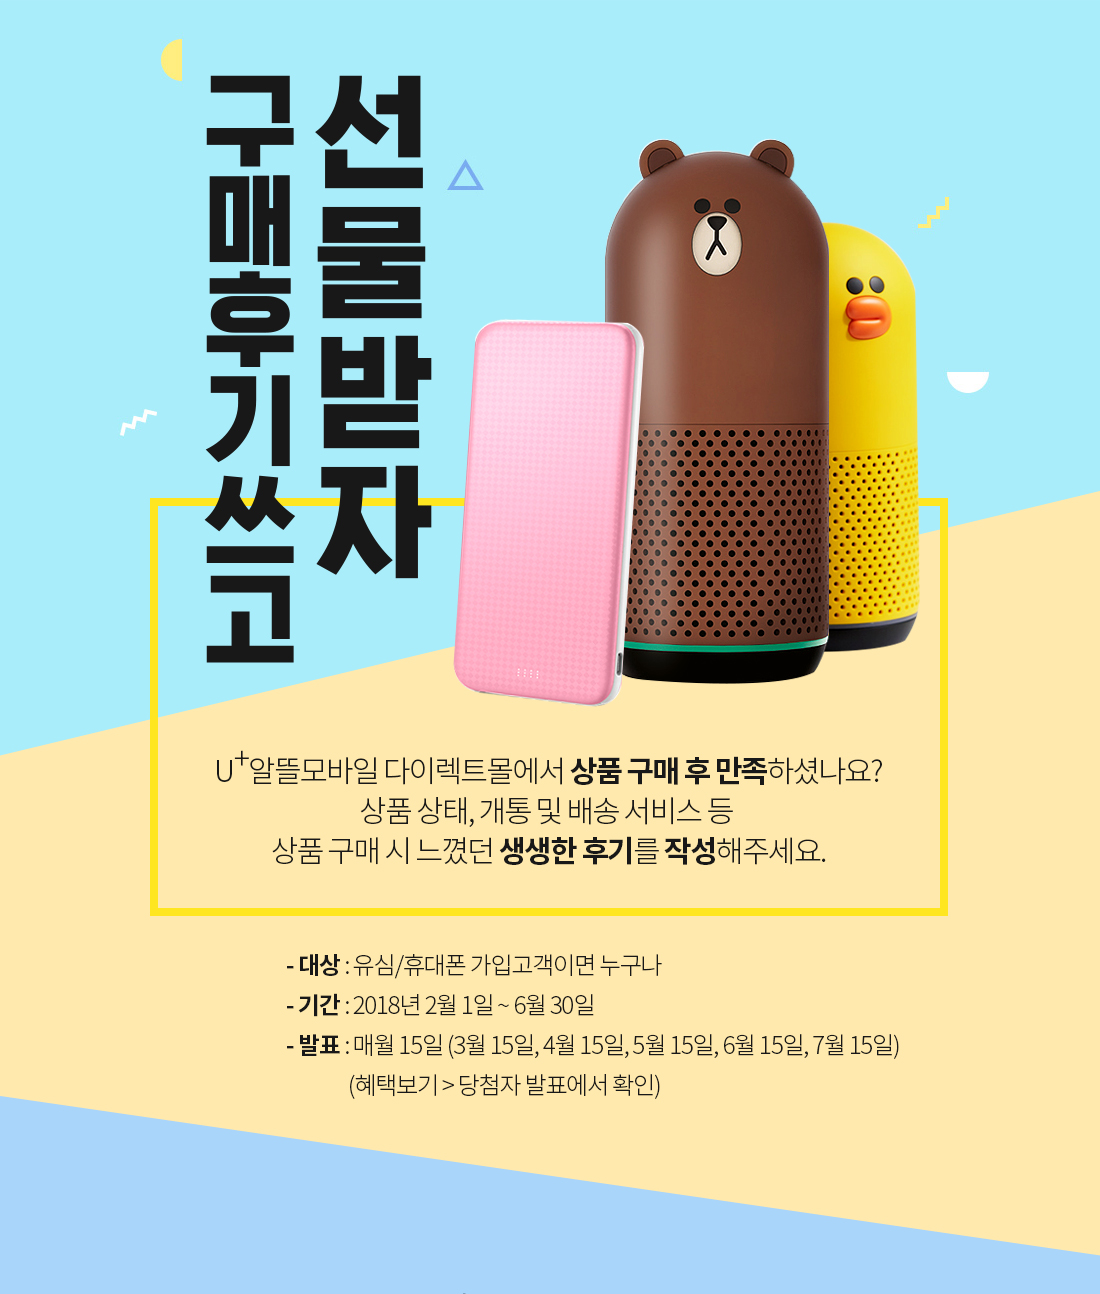 구매후기쓰고
선물받자
U+알뜰모바일 다이렉트몰에서 상품 구매 후 만족하셨나요?
상품 상태, 개통 및 배송 서비스 등
상품 구매 시 느꼈던 생생한 후기를 작성해주세요.
- 대상 : 유심/휴대폰 가입고객이면 누구나
- 기간 : 2018년 2월 1일 ~ 6월 30일
- 발표 : 매월 15일 (3월 15일, 4월 15일, 5월 15일, 6월 15일, 7월 15일)
(혜택보기 > 당첨자 발표에서 확인)